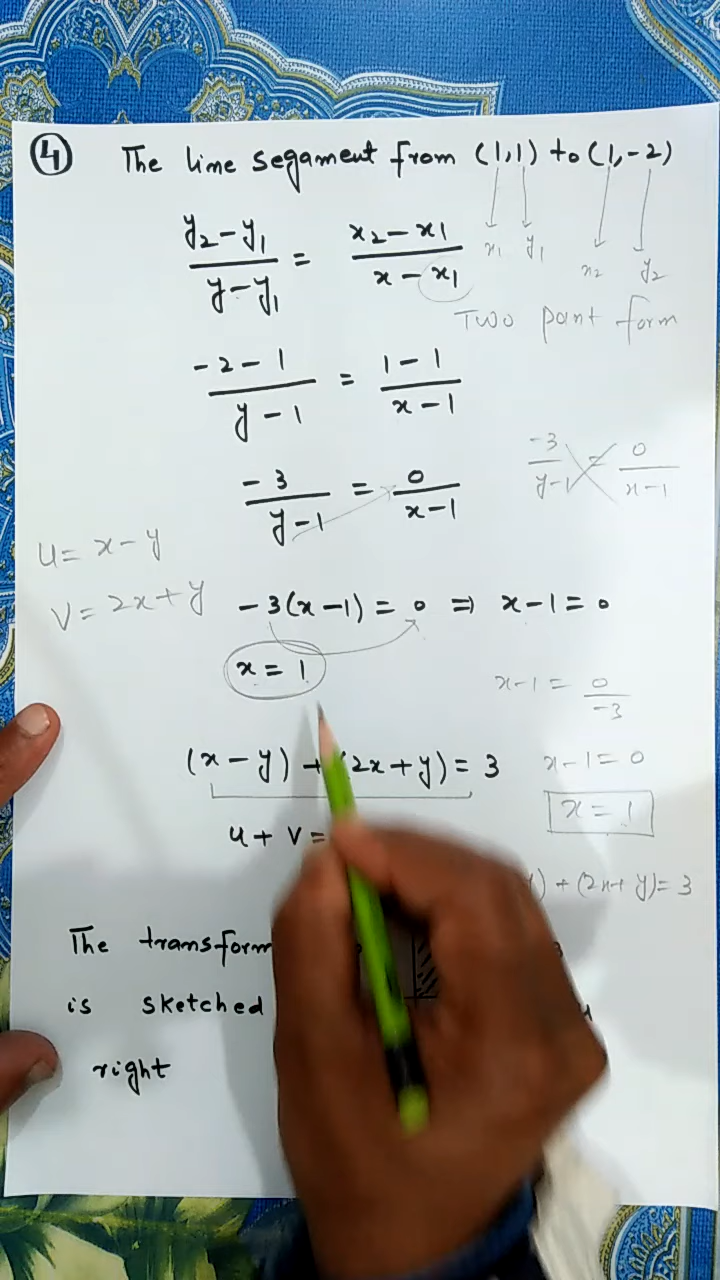 ④ The line segament from (1,1) to (1,-2)
x1 y1 x2 y2
y2-y1 / y-y1 = x2-x1 / x-x1
Two point form
-2-1 / y-1 = 1-1 / x-1
-3 / y-1 = 0 / x-1
-3 / y-1 = 0 / x-1
u= x-y
v= 2x+y
-3(x-1) = 0 ⇒ x-1=0
x = 1
x-1 = 0 / -3
(x-y) + (2x+y) = 3
x-1=0
x = 1
u + v =
) + (2x+y)=3
The transform
is sketched
right